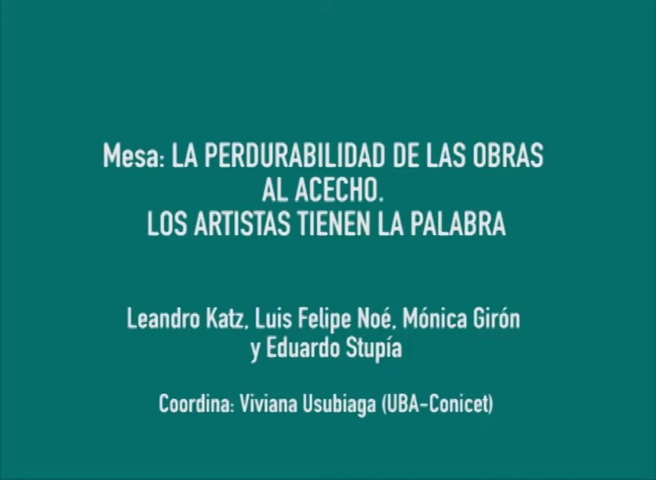 Mesa: LA PERDURABILIDAD DE LAS OBRAS
AL ACECHO.
LOS ARTISTAS TIENEN LA PALABRA
Leandro Katz, Luis Felipe Noé, Mónica Girón
y Eduardo Stupía
Coordina: Viviana Usubiaga (UBA-Conicet)